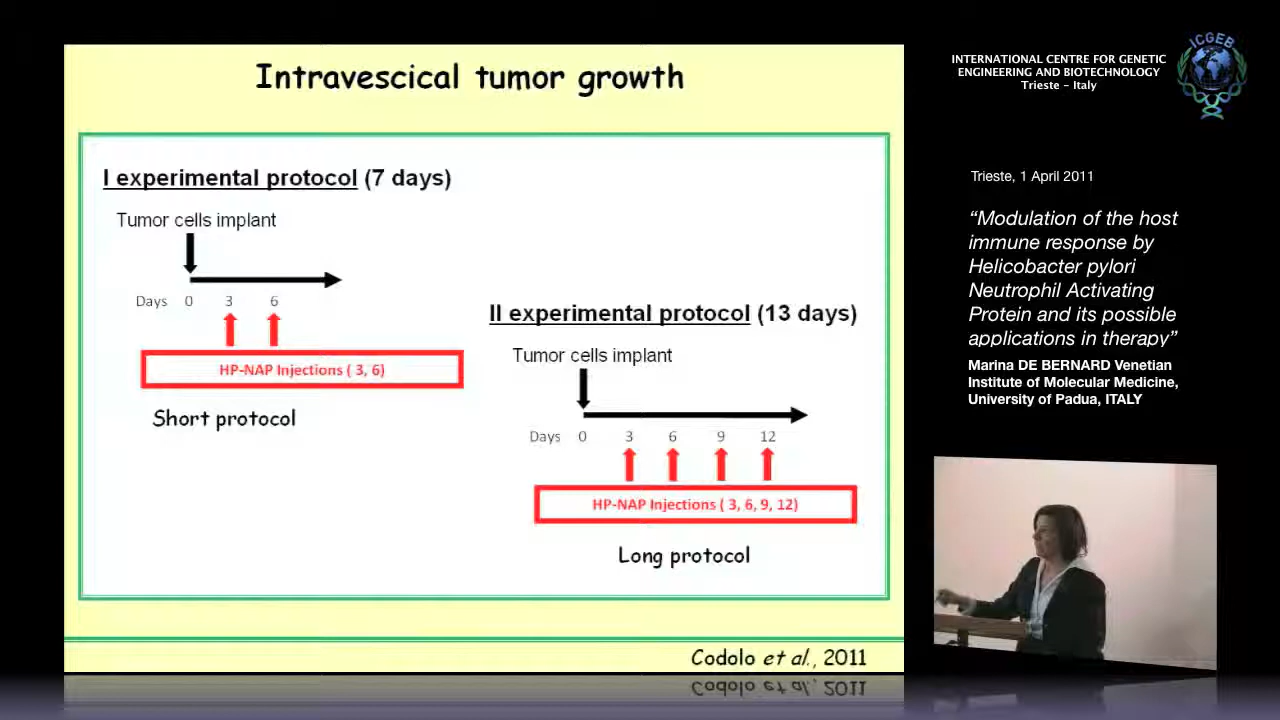 Intravescical tumor growth
I experimental protocol (7 days)
Tumor cells implant
Days 0 3 6
HP-NAP Injections ( 3, 6)
Short protocol
II experimental protocol (13 days)
Tumor cells implant
Days 0 3 6 9 12
HP-NAP Injections ( 3, 6, 9, 12)
Long protocol
Codolo et al., 2011
INTERNATIONAL CENTRE FOR GENETIC
ENGINEERING AND BIOTECHNOLOGY
Trieste - Italy
ICGEB
Trieste, 1 April 2011
“Modulation of the host
immune response by
Helicobacter pylori
Neutrophil Activating
Protein and its possible
applications in therapy”
Marina DE BERNARD Venetian
Institute of Molecular Medicine,
University of Padua, ITALY